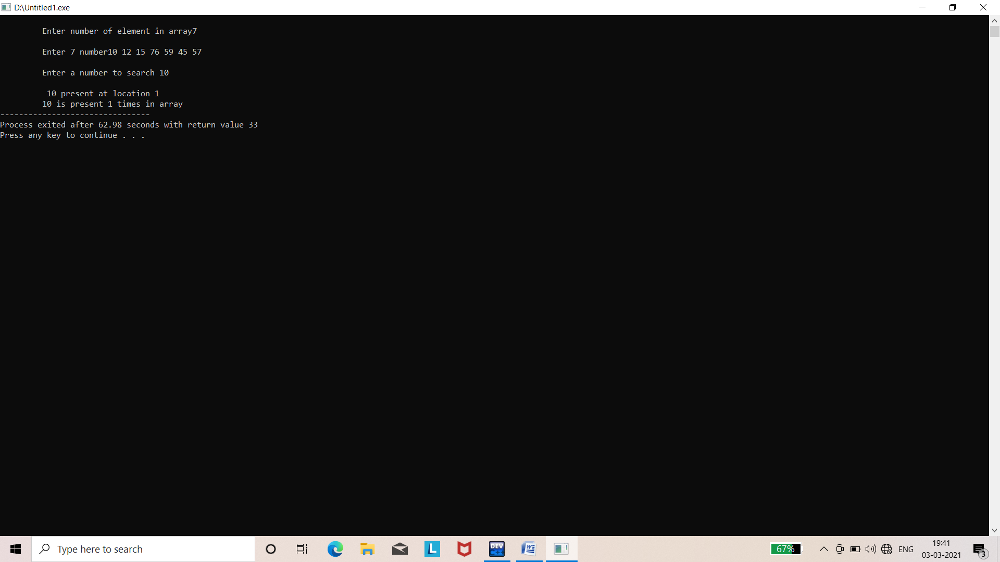 D:\Untitled1.exe
Enter number of element in array7
Enter 7 number10 12 15 76 59 45 57
Enter a number to search 10
10 present at location 1
10 is present 1 times in array
--------------------------------
Process exited after 62.98 seconds with return value 33
Press any key to continue . . .
Type here to search
L
DEV
C++
W
67%
ENG
19:41
03-03-2021
3